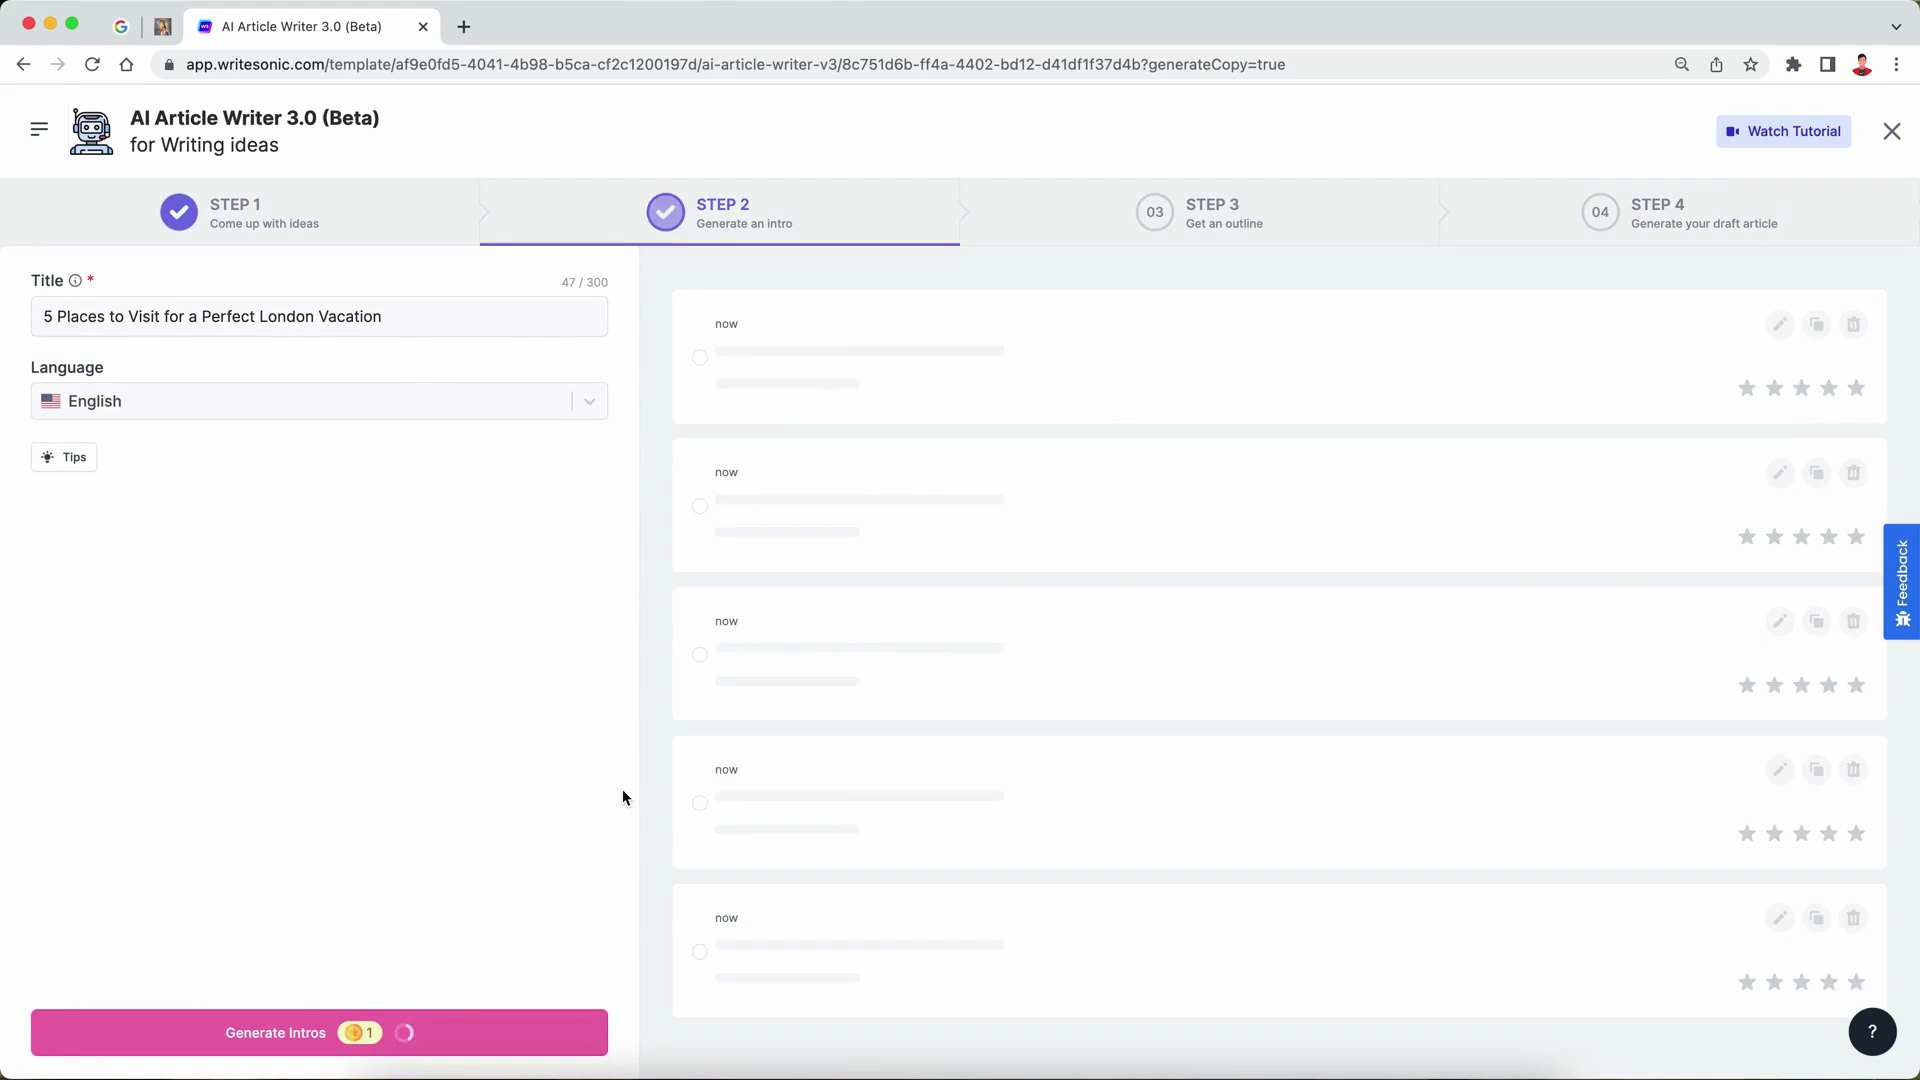 AI Article Writer 3.0 (Beta)
app.writesonic.com/template/af9e0fd5-4041-4b98-b5ca-cf2c1200197d/ai-article-writer-v3/8c751d6b-ff4a-4402-bd12-d41df1f37d4b?generateCopy=true
AI Article Writer 3.0 (Beta)
for Writing ideas
Watch Tutorial
STEP 1
Come up with ideas
STEP 2
Generate an intro
03
STEP 3
Get an outline
04
STEP 4
Generate your draft article
Title *
47 / 300
5 Places to Visit for a Perfect London Vacation
Language
English
Tips
now
now
now
now
now
Feedback
Generate Intros 1
?